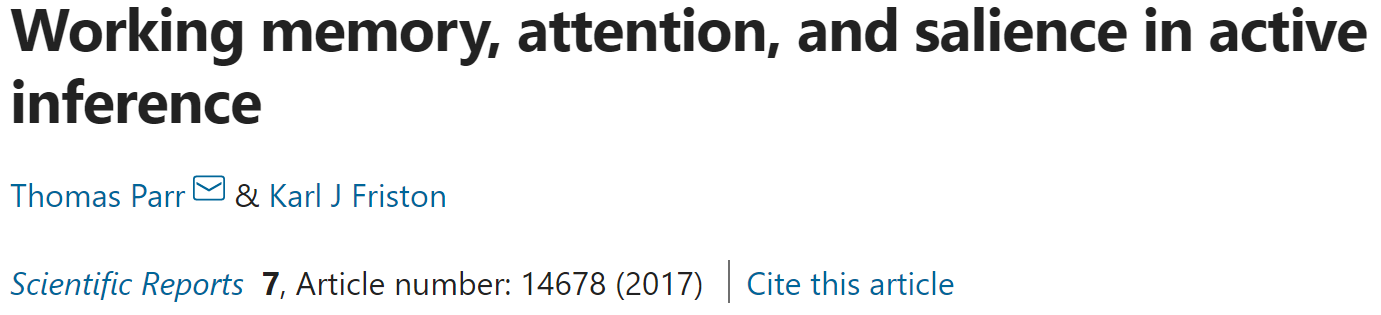 Working memory, attention, and salience in active
inference
Thomas Parr & Karl J Friston
Scientific Reports 7, Article number: 14678 (2017) | Cite this article